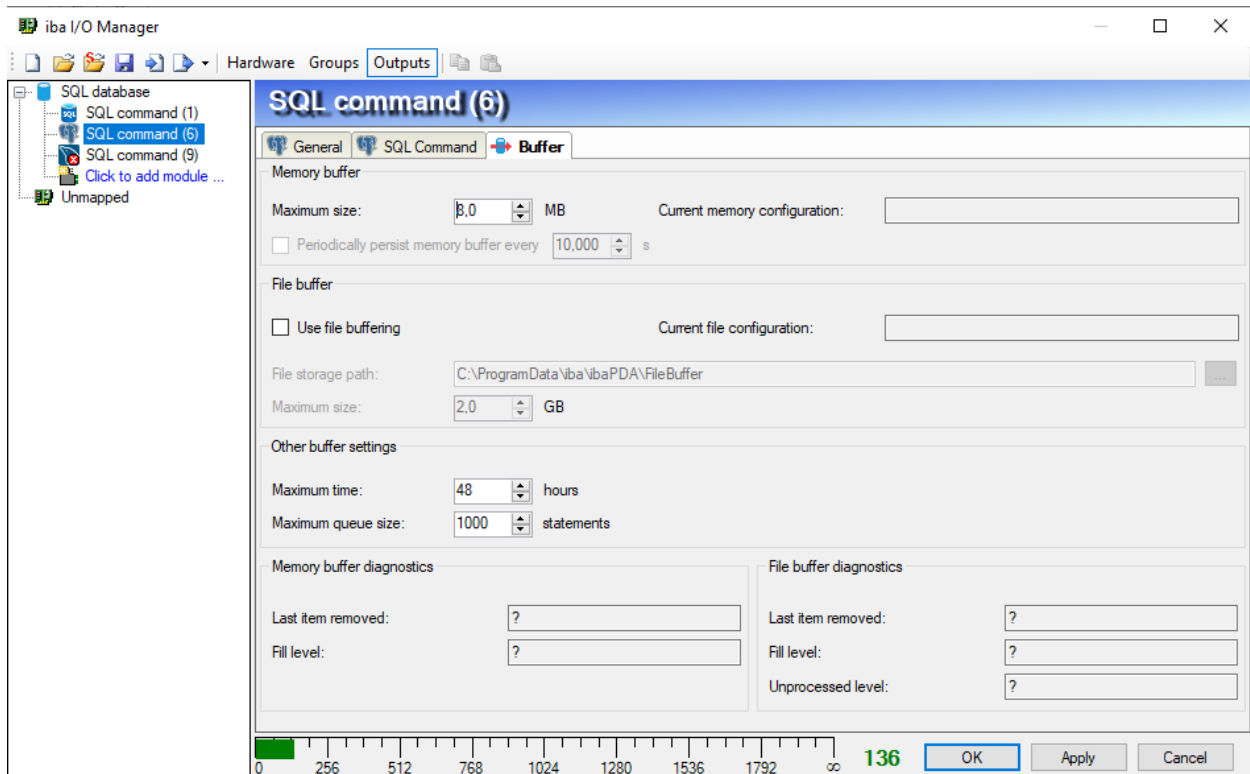 iba I/O Manager
Hardware Groups Outputs
SQL database
SQL command (1)
SQL command (6)
SQL command (9)
Click to add module ...
Unmapped
SQL command (6)
General SQL Command Buffer
Memory buffer
Maximum size: 8,0 MB Current memory configuration:
Periodically persist memory buffer every 10,000 s
File buffer
Use file buffering Current file configuration:
File storage path: C:\ProgramData\iba\ibaPDA\FileBuffer ...
Maximum size: 2,0 GB
Other buffer settings
Maximum time: 48 hours
Maximum queue size: 1000 statements
Memory buffer diagnostics File buffer diagnostics
Last item removed: ? Last item removed: ?
Fill level: ? Fill level: ?
Unprocessed level: ?
0 256 512 768 1024 1280 1536 1792 ∞ 136 OK Apply Cancel